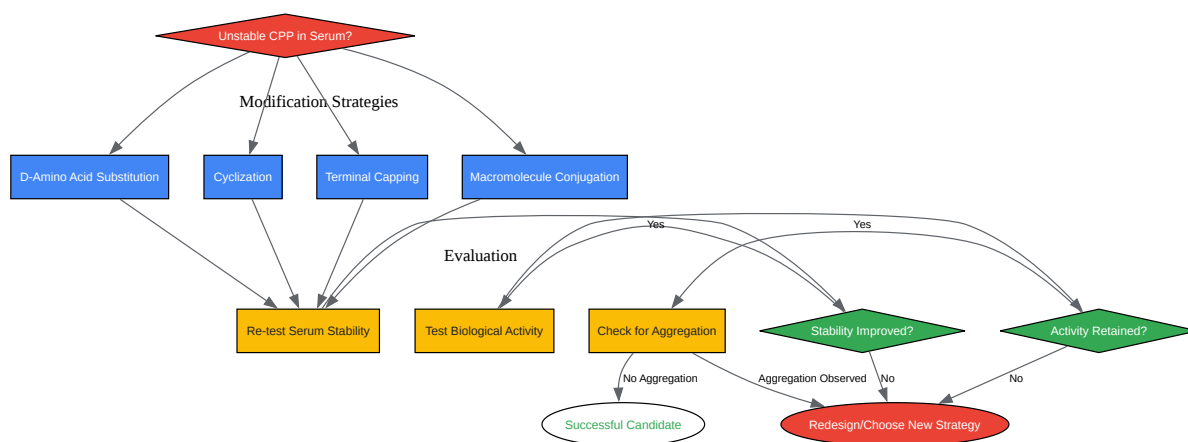 Unstable CPP in Serum?
Modification Strategies
D-Amino Acid Substitution
Cyclization
Terminal Capping
Macromolecule Conjugation
Yes
Yes
Evaluation
Re-test Serum Stability
Test Biological Activity
Check for Aggregation
Stability Improved?
Activity Retained?
No Aggregation
Aggregation Observed
No
No
Successful Candidate
Redesign/Choose New Strategy